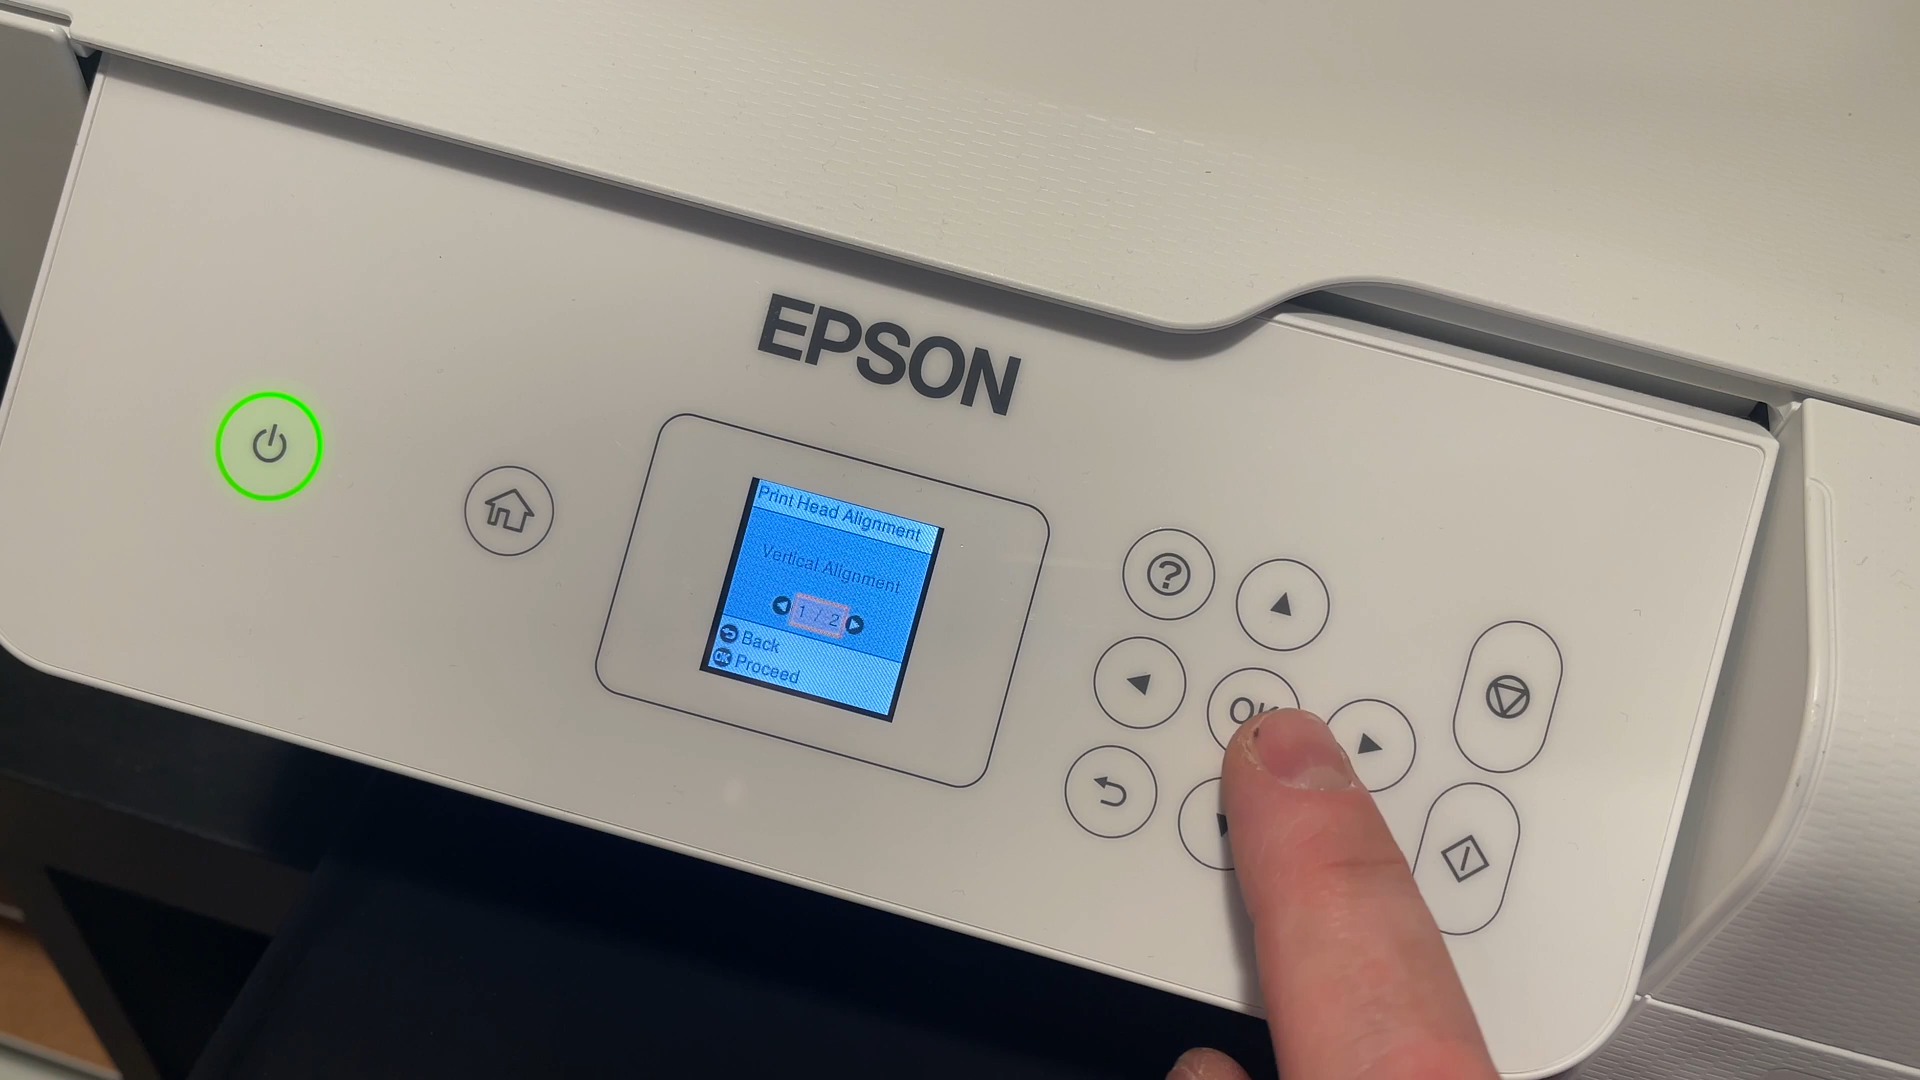 EPSON
Print Head Alignment
Vertical Alignment
1 / 2
Back
OK Proceed
?
OK